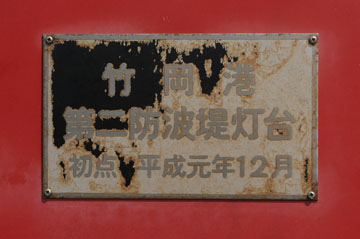 竹岡港
第二防波堤灯台
初点 平成元年12月